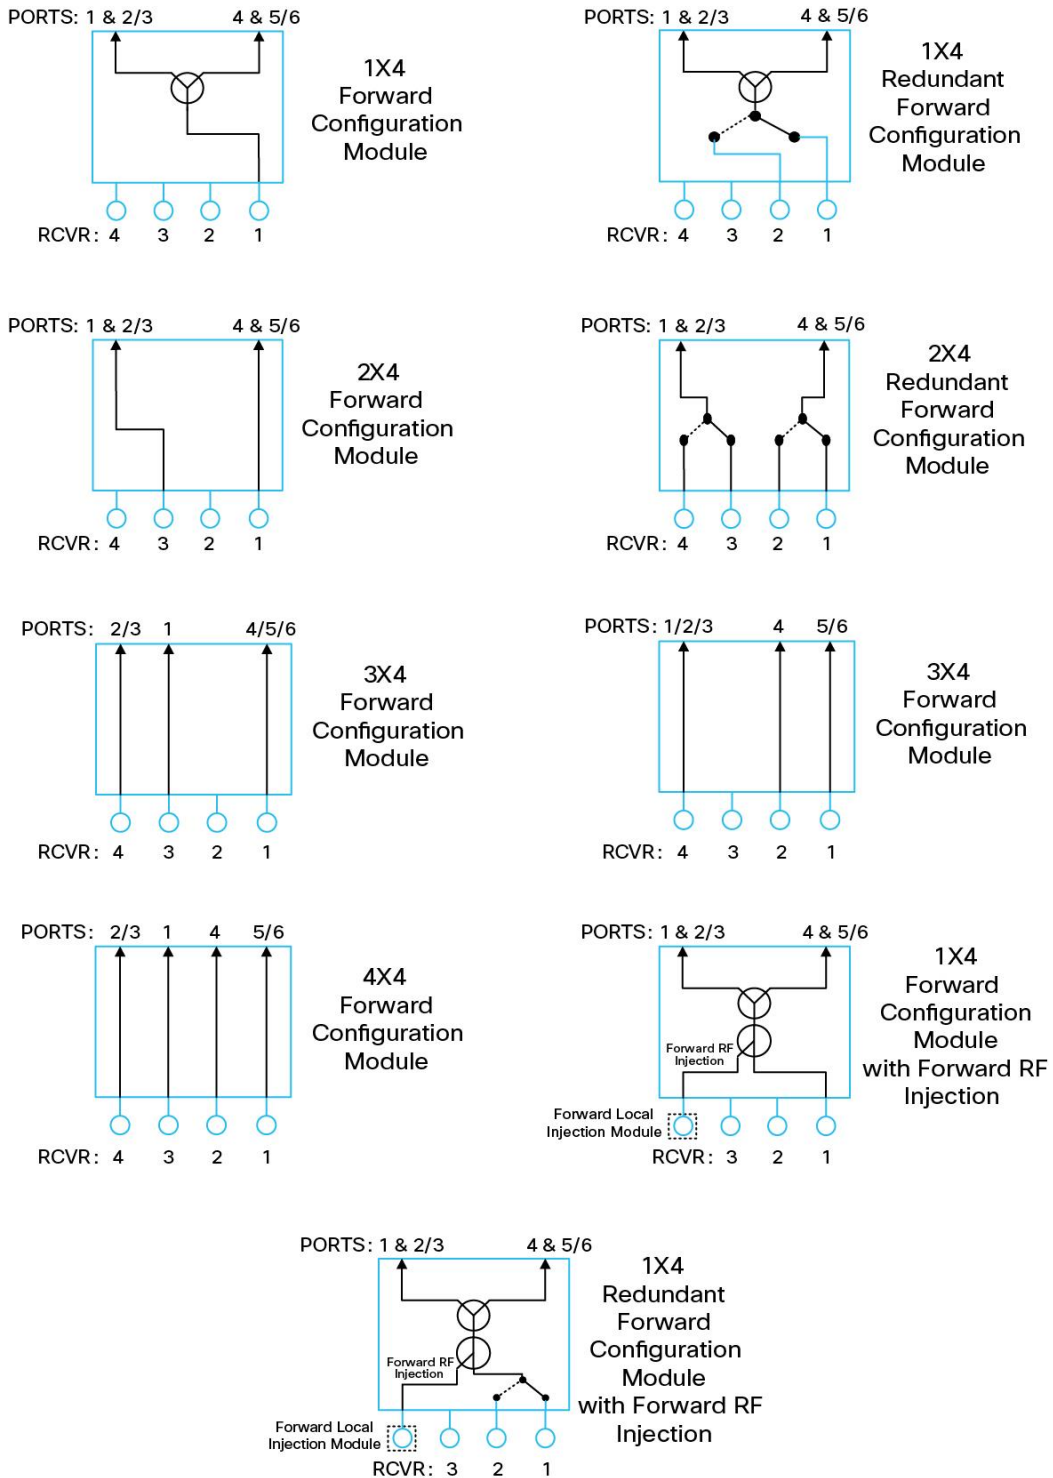 PORTS: 1 & 2/3 4 & 5/6
1X4
Forward
Configuration
Module
RCVR: 4 3 2 1
PORTS: 1 & 2/3 4 & 5/6
1X4
Redundant
Forward
Configuration
Module
RCVR: 4 3 2 1
PORTS: 1 & 2/3 4 & 5/6
2X4
Forward
Configuration
Module
RCVR: 4 3 2 1
PORTS: 1 & 2/3 4 & 5/6
2X4
Redundant
Forward
Configuration
Module
RCVR: 4 3 2 1
PORTS: 2/3 1 4/5/6
3X4
Forward
Configuration
Module
RCVR: 4 3 2 1
PORTS: 1/2/3 4 5/6
3X4
Forward
Configuration
Module
RCVR: 4 3 2 1
PORTS: 2/3 1 4 5/6
4X4
Forward
Configuration
Module
RCVR: 4 3 2 1
PORTS: 1 & 2/3 4 & 5/6
1X4
Forward
Configuration
Module
with Forward RF
Injection
Forward RF
Injection
Forward Local
Injection Module
RCVR: 3 2 1
PORTS: 1 & 2/3 4 & 5/6
1X4
Redundant
Forward
Configuration
Module
with Forward RF
Injection
Forward RF
Injection
Forward Local
Injection Module
RCVR: 3 2 1